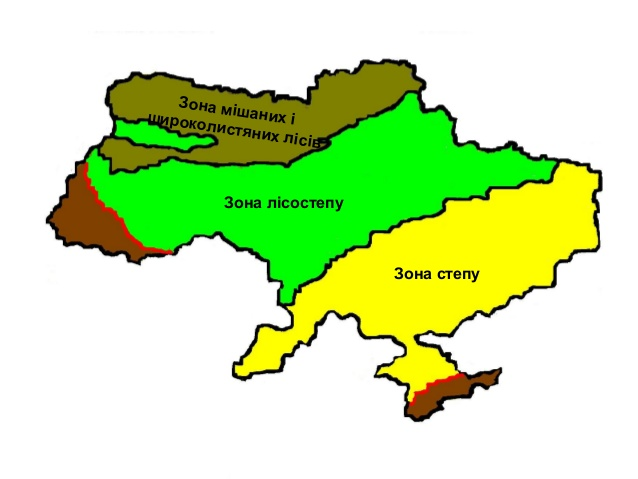 Зона мішаних і
широколистяних лісів
Зона лісостепу
Зона степу